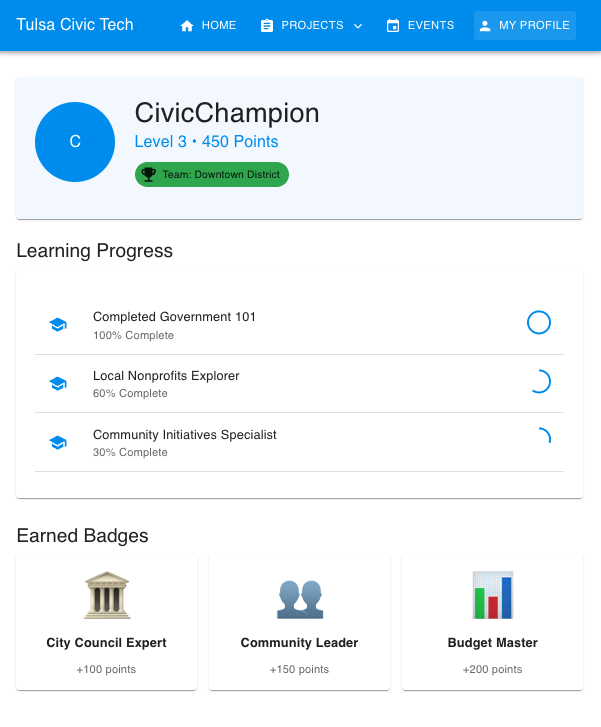 Tulsa Civic Tech
HOME
PROJECTS
EVENTS
MY PROFILE
C
CivicChampion
Level 3 • 450 Points
Team: Downtown District
Learning Progress
Completed Government 101
100% Complete
Local Nonprofits Explorer
60% Complete
Community Initiatives Specialist
30% Complete
Earned Badges
City Council Expert
+100 points
Community Leader
+150 points
Budget Master
+200 points